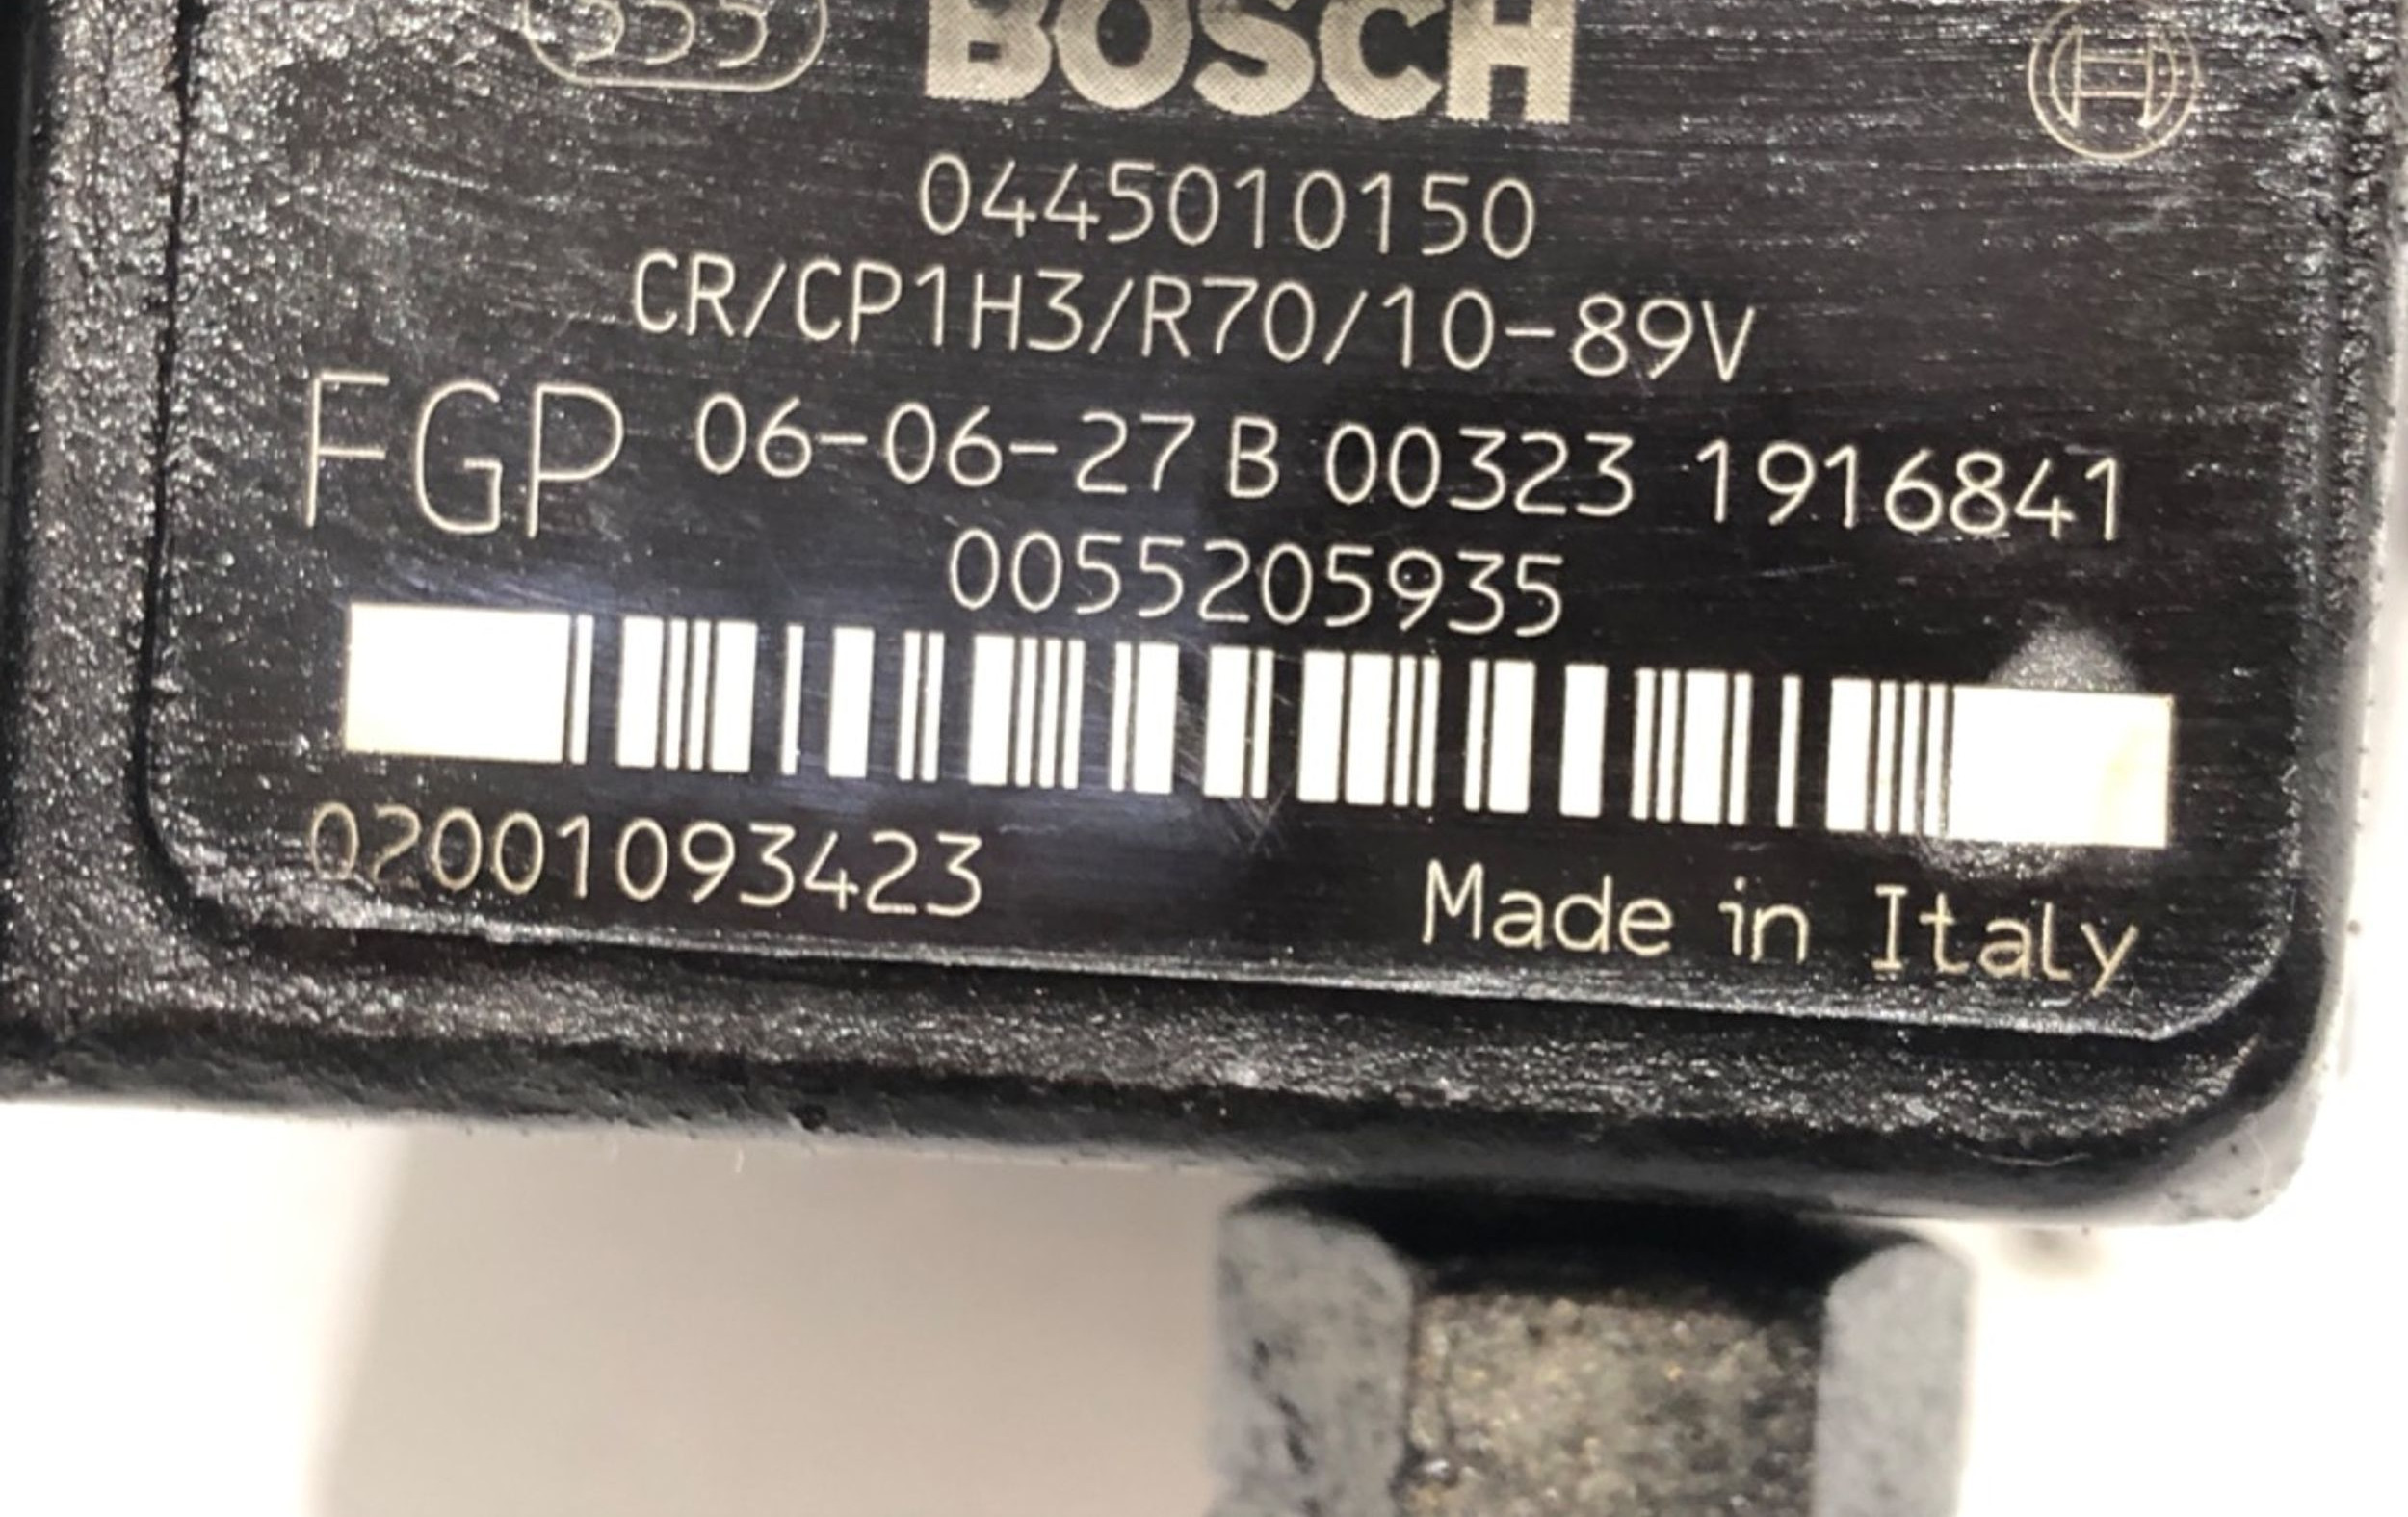 BOSCH
0445010150
CR/CP1H3/R70/10-89V
FGP 06-06-27 B 00323 1916841
0055205935
02001093423
Made in Italy